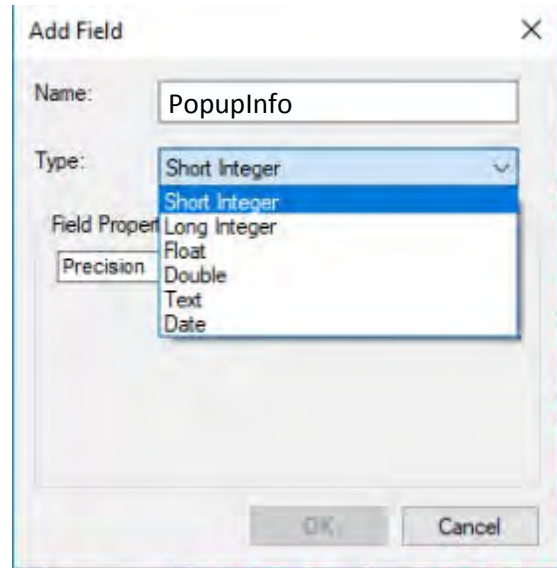 Add Field
Name:
PopupInfo
Type:
Short Integer
Short Integer
Field Propert
Long Integer
Float
Precision
Double
Text
Date
OK
Cancel